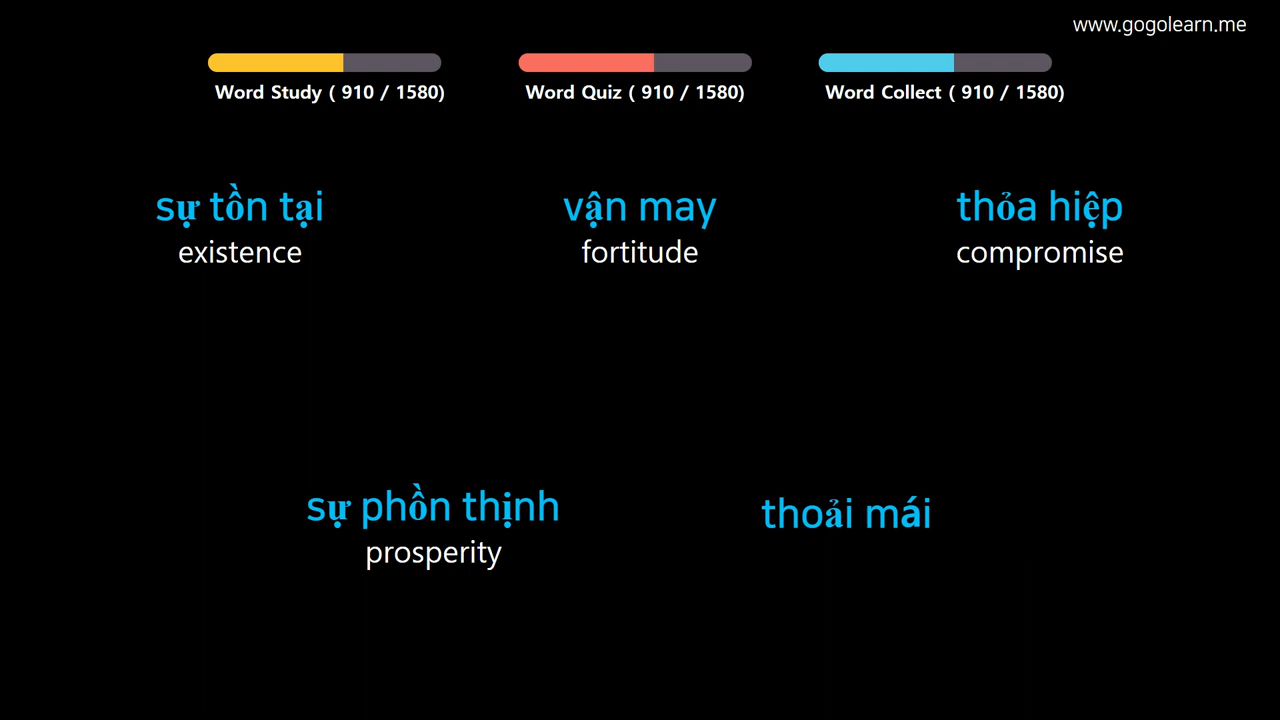 www.gogolearn.me
Word Study ( 910 / 1580)
Word Quiz ( 910 / 1580)
Word Collect ( 910 / 1580)
sự tồn tại
existence
vận may
fortitude
thỏa hiệp
compromise
sự phồn thịnh
prosperity
thoải mái